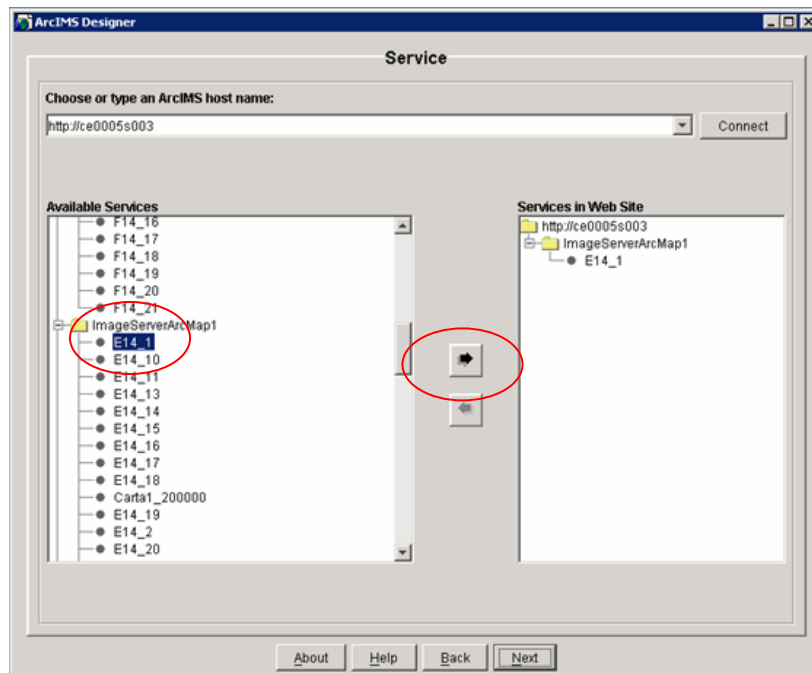 ArcIMS Designer
Service
Choose or type an ArcIMS host name:
http://ce0005s003
Connect
Available Services
F14_16
F14_17
F14_18
F14_19
F14_20
F14_21
ImageServerArcMap1
E14_1
E14_10
E14_11
E14_13
E14_14
E14_15
E14_16
E14_17
E14_18
Carta1_200000
E14_19
E14_2
E14_20
Services in Web Site
http://ce0005s003
ImageServerArcMap1
E14_1
About
Help
Back
Next